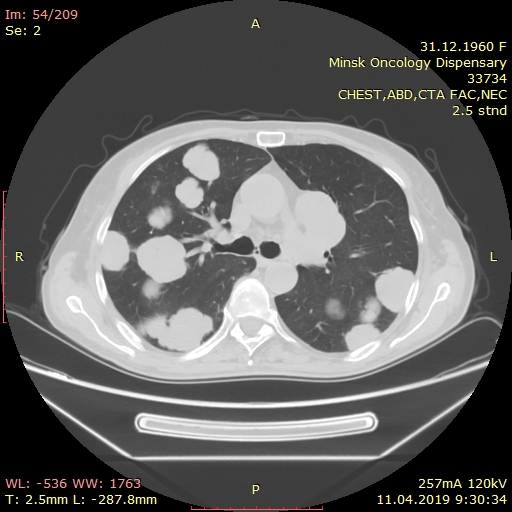 Im: 54/209
Se: 2
A
31.12.1960 F
Minsk Oncology Dispensary
33734
CHEST,ABD,CTA FAC,NEC
2.5 stnd
R
L
WL: -536 WW: 1763
T: 2.5mm L: -287.8mm
P
257mA 120kV
11.04.2019 9:30:34